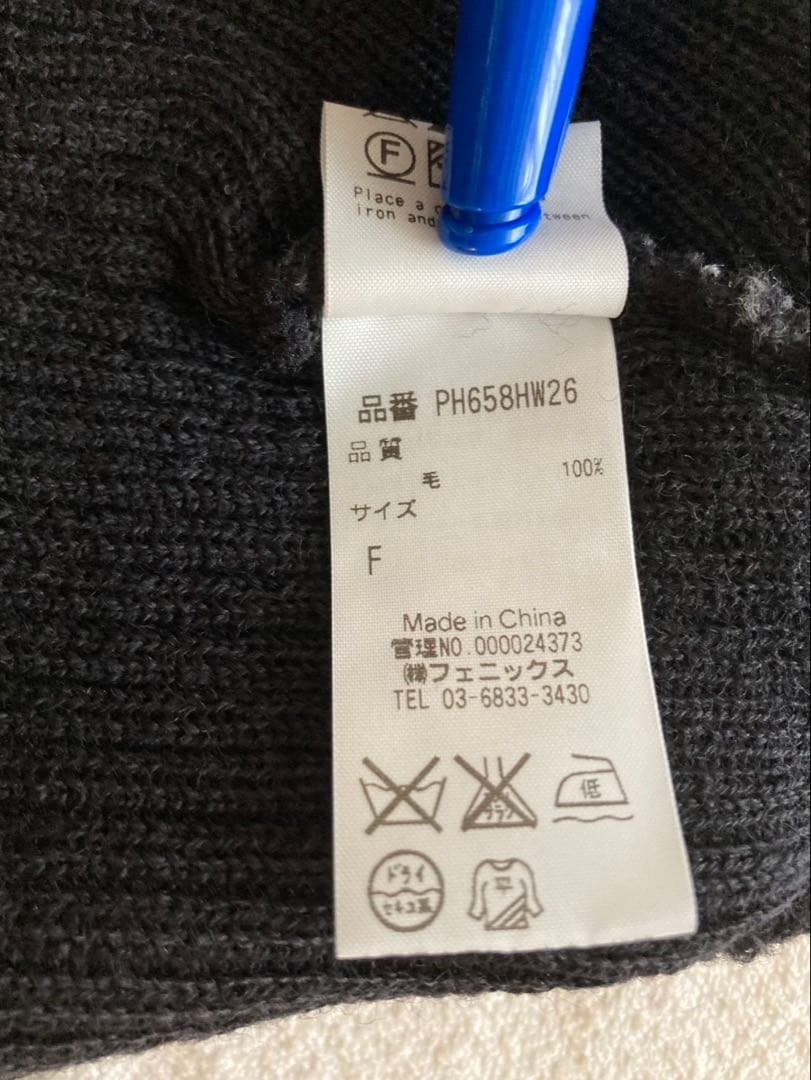 F
Place a
iron and tween
品番 PH658HW26
品質
毛 100%
サイズ
F
Made in China
管理NO.000024373
㈱フェニックス
TEL 03-6833-3430
低
ドライ
セキユ系
平